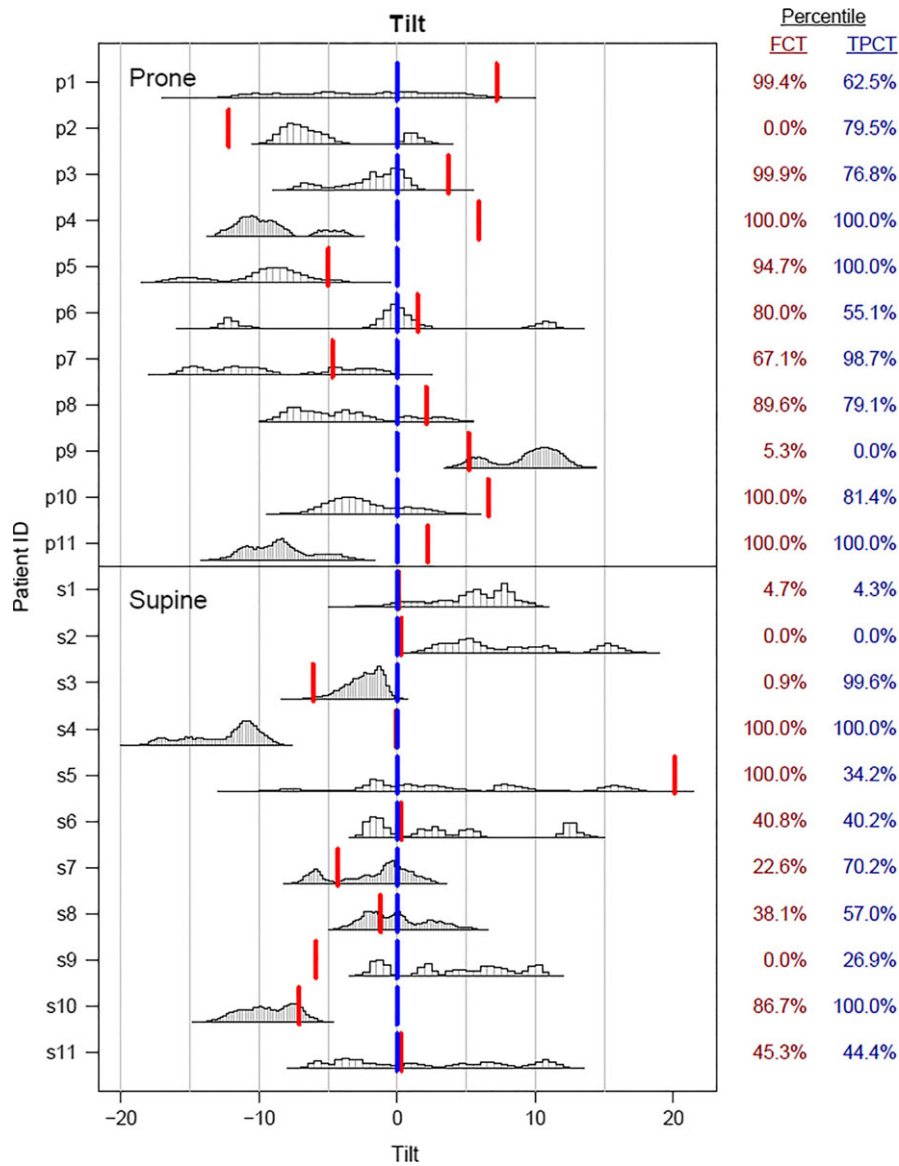 Tilt
Percentile
FCT TPCT
Prone
p1 99.4% 62.5%
p2 0.0% 79.5%
p3 99.9% 76.8%
p4 100.0% 100.0%
p5 94.7% 100.0%
p6 80.0% 55.1%
p7 67.1% 98.7%
p8 89.6% 79.1%
p9 5.3% 0.0%
p10 100.0% 81.4%
p11 100.0% 100.0%
Patient ID
Supine
s1 4.7% 4.3%
s2 0.0% 0.0%
s3 0.9% 99.6%
s4 100.0% 100.0%
s5 100.0% 34.2%
s6 40.8% 40.2%
s7 22.6% 70.2%
s8 38.1% 57.0%
s9 0.0% 26.9%
s10 86.7% 100.0%
s11 45.3% 44.4%
−20 −10 0 10 20
Tilt